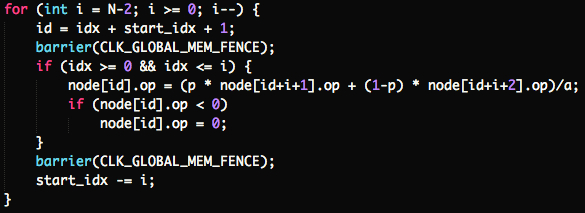 for (int i = N-2; i >= 0; i--) {
    id = idx + start_idx + 1;
    barrier(CLK_GLOBAL_MEM_FENCE);
    if (idx >= 0 && idx <= i) {
        node[id].op = (p * node[id+i+1].op + (1-p) * node[id+i+2].op)/a;
        if (node[id].op < 0)
            node[id].op = 0;
    }
    barrier(CLK_GLOBAL_MEM_FENCE);
    start_idx -= i;
}